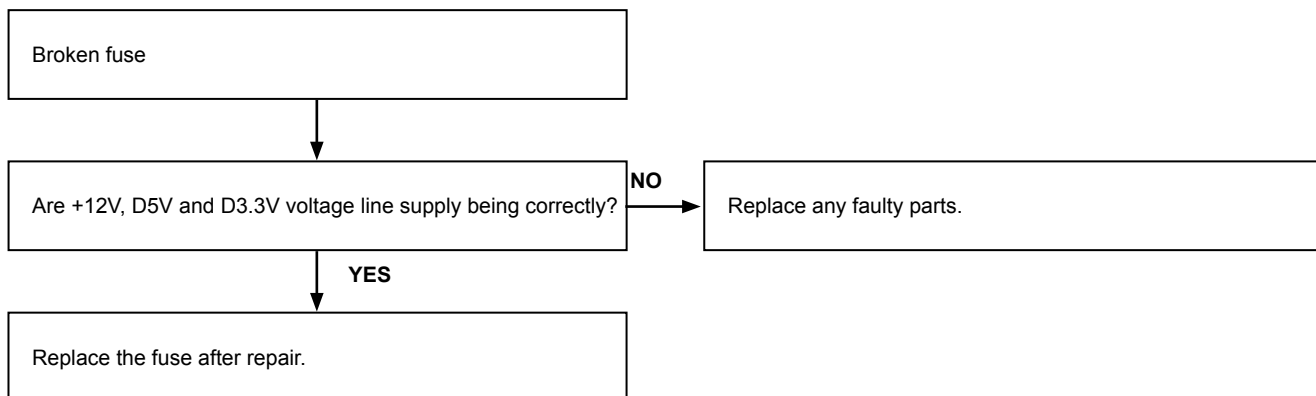 Broken fuse
Are +12V, D5V and D3.3V voltage line supply being correctly?
NO
Replace any faulty parts.
YES
Replace the fuse after repair.